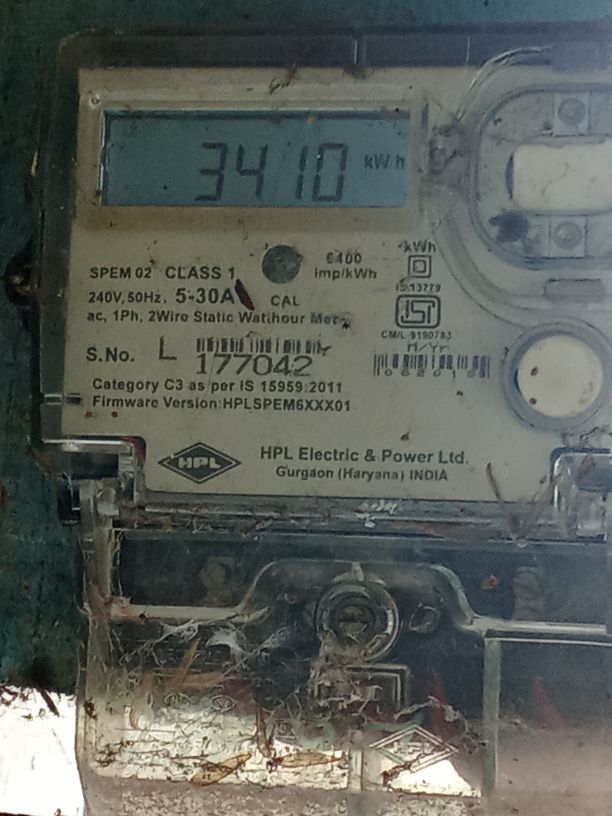 3410 kWh
SPEM 02 CLASS 1
6400
imp/kWh
kWh
240V, 50Hz, 5-30A
CAL
IS:13779
ac, 1Ph, 2Wire Static Watthour Meter
ISI
CM/L-9190783
S.No. L 177042
M/Yr
Category C3 as per IS 15959:2011
Firmware Version:HPLSPEM6XXX01
HPL
HPL Electric & Power Ltd.
Gurgaon (Haryana) INDIA
HPL